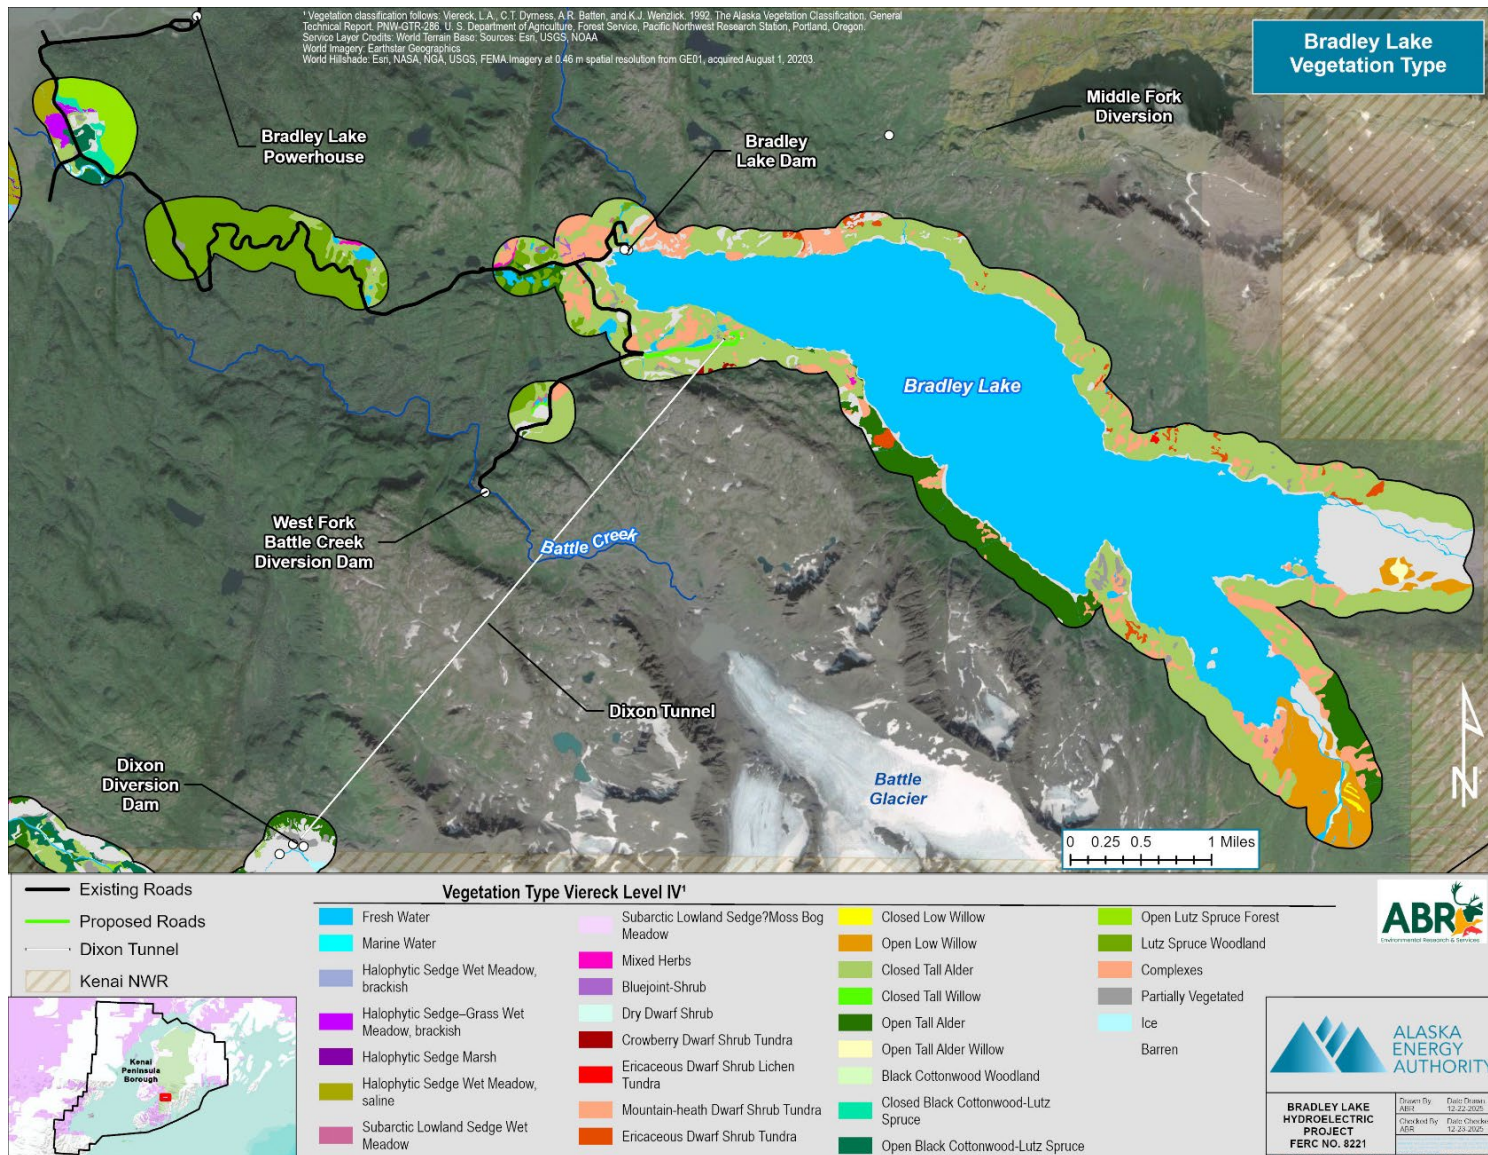 ¹ Vegetation classification follows: Viereck, L.A., C.T. Dyrness, A.R. Batten, and K.J. Wenzlick. 1992. The Alaska Vegetation Classification. General
Technical Report. PNW-GTR-286. U. S. Department of Agriculture, Forest Service, Pacific Northwest Research Station, Portland, Oregon.
Service Layer Credits: World Terrain Base: Sources: Esri, USGS, NOAA
World Imagery: Earthstar Geographics
World Hillshade: Esri, NASA, NGA, USGS, FEMA.Imagery at 0.46 m spatial resolution from GE01, acquired August 1, 20203.
Bradley Lake
Vegetation Type
Middle Fork
Diversion
Bradley Lake
Powerhouse
Bradley
Lake Dam
Bradley Lake
West Fork
Battle Creek
Diversion Dam
Battle Creek
Dixon Tunnel
Dixon
Diversion
Dam
Battle
Glacier
N
0 0.25 0.5 1 Miles
Existing Roads
Proposed Roads
Dixon Tunnel
Kenai NWR
Kenai
Peninsula
Borough
Vegetation Type Viereck Level IV¹
Fresh Water
Marine Water
Halophytic Sedge Wet Meadow,
brackish
Halophytic Sedge–Grass Wet
Meadow, brackish
Halophytic Sedge Marsh
Halophytic Sedge Wet Meadow,
saline
Subarctic Lowland Sedge Wet
Meadow
Subarctic Lowland Sedge?Moss Bog
Meadow
Mixed Herbs
Bluejoint-Shrub
Dry Dwarf Shrub
Crowberry Dwarf Shrub Tundra
Ericaceous Dwarf Shrub Lichen
Tundra
Mountain-heath Dwarf Shrub Tundra
Ericaceous Dwarf Shrub Tundra
Closed Low Willow
Open Low Willow
Closed Tall Alder
Closed Tall Willow
Open Tall Alder
Open Tall Alder Willow
Black Cottonwood Woodland
Closed Black Cottonwood-Lutz
Spruce
Open Black Cottonwood-Lutz Spruce
Open Lutz Spruce Forest
Lutz Spruce Woodland
Complexes
Partially Vegetated
Ice
Barren
ABR
Environmental Research & Services
ALASKA
ENERGY
AUTHORITY
BRADLEY LAKE
HYDROELECTRIC
PROJECT
FERC NO. 8221
Drawn By: Date Drawn:
ABR 12-22-2025
Checked By: Date Checked
ABR 12-23-2025